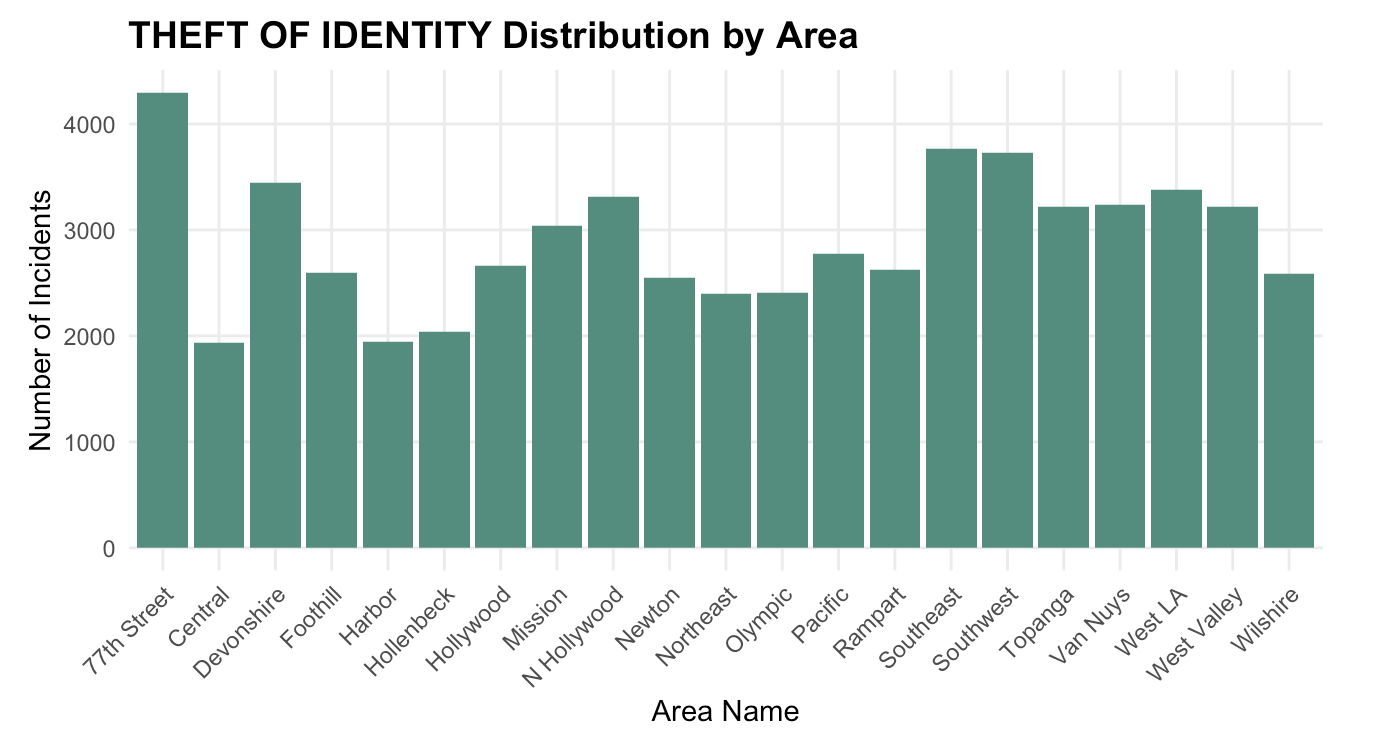 THEFT OF IDENTITY Distribution by Area
Number of Incidents
4000
3000
2000
1000
0
77th Street
Central
Devonshire
Foothill
Harbor
Hollenbeck
Hollywood
Mission
N Hollywood
Newton
Northeast
Olympic
Pacific
Rampart
Southeast
Southwest
Topanga
Van Nuys
West LA
West Valley
Wilshire
Area Name